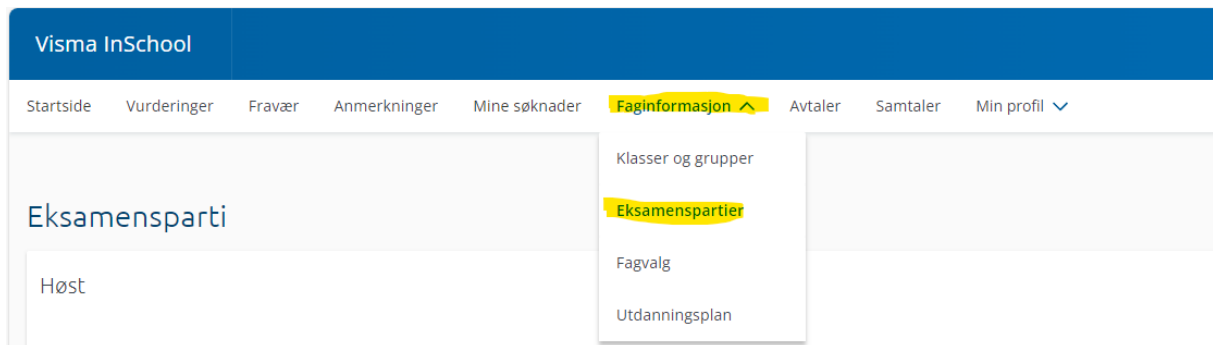 Visma InSchool
Startside Vurderinger Fravær Anmerkninger Mine søknader Faginformasjon Avtaler Samtaler Min profil
Klasser og grupper
Eksamenspartier
Fagvalg
Utdanningsplan
Eksamensparti
Høst